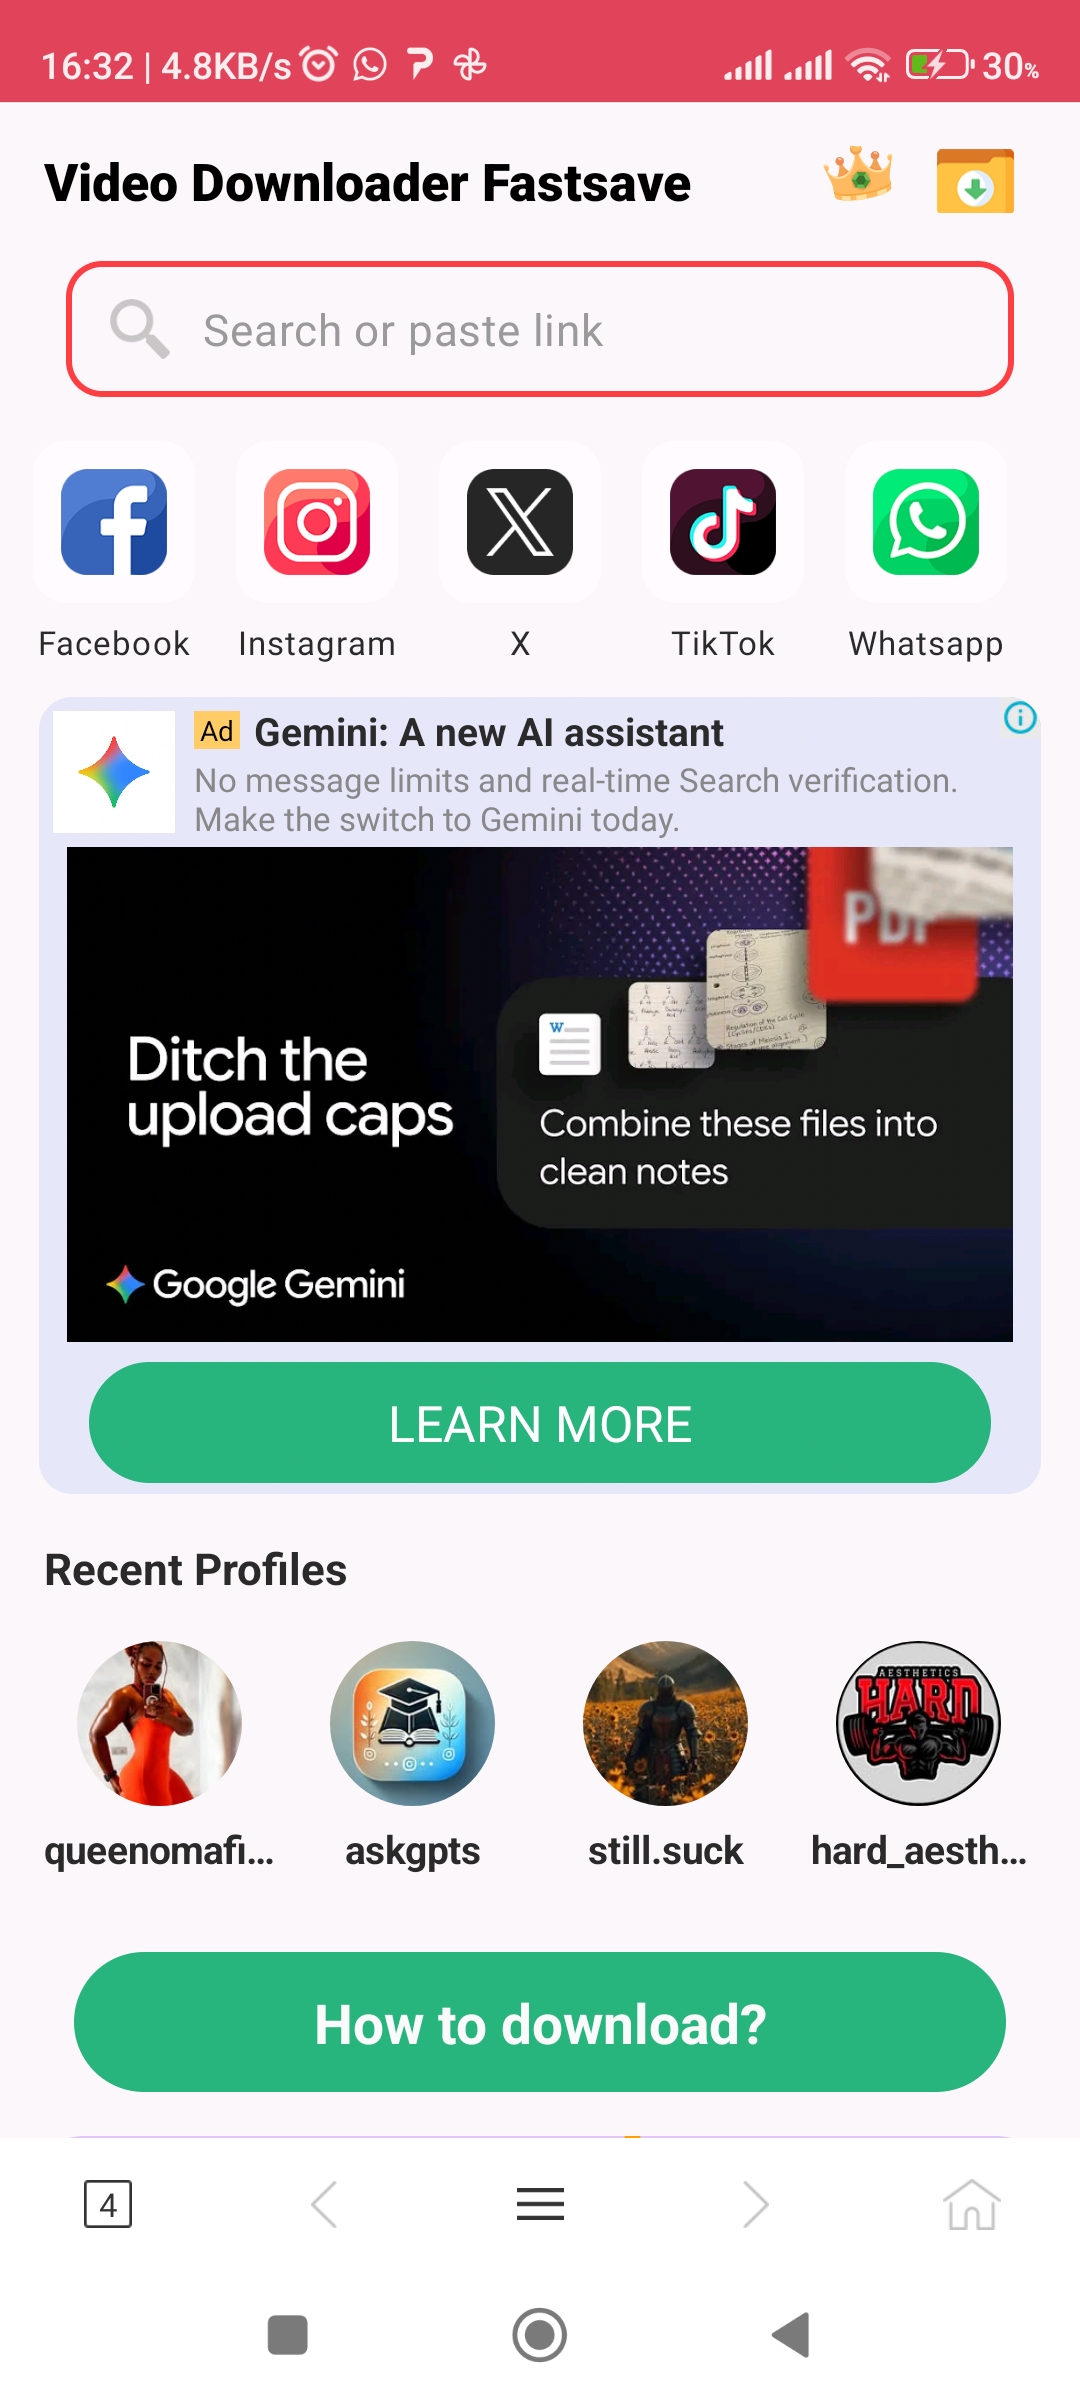 16:32 | 4.8KB/s
30%
Video Downloader Fastsave
Search or paste link
Facebook
Instagram
X
TikTok
Whatsapp
Ad Gemini: A new AI assistant
No message limits and real-time Search verification.
Make the switch to Gemini today.
PDF
W
Ditch the
upload caps
Combine these files into
clean notes
Google Gemini
LEARN MORE
Recent Profiles
AESTHETICS
HARD
queenomafi...
askgpts
still.suck
hard_aesth...
How to download?
4